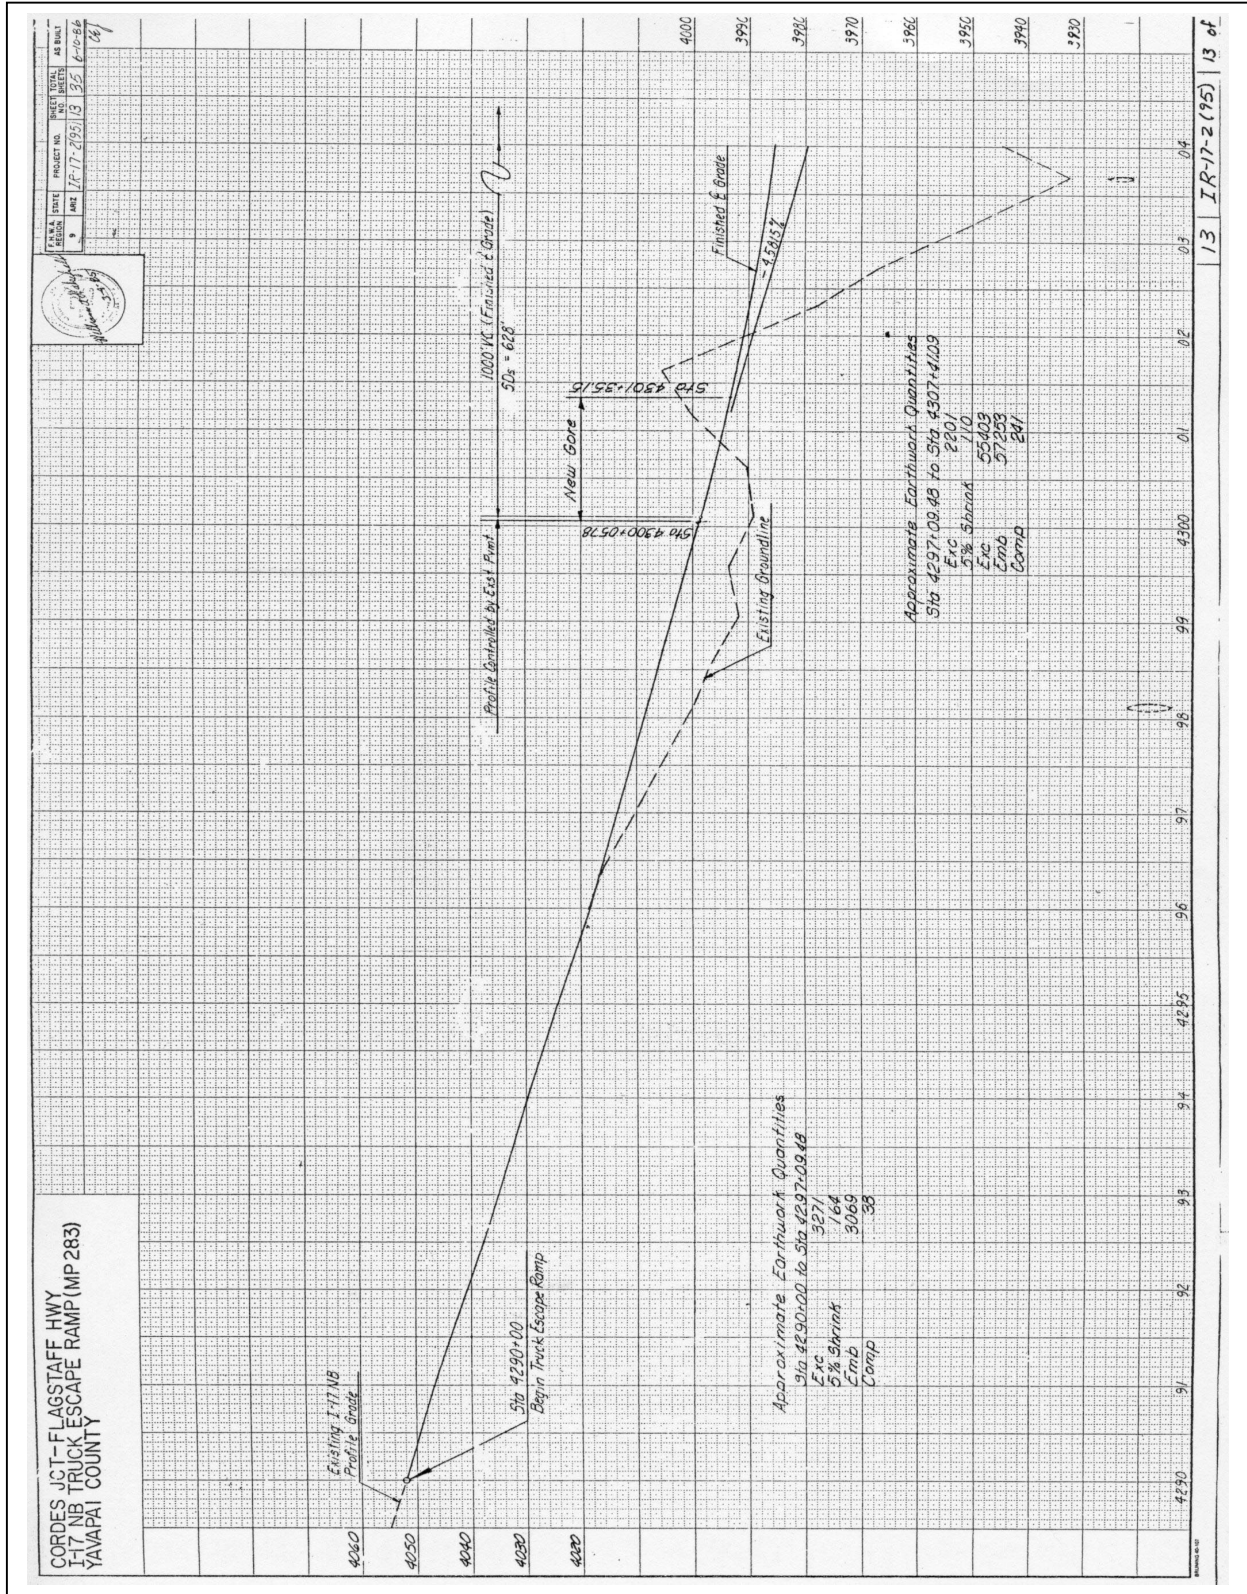 CORDES JCT-FLAGSTAFF HWY
I-17 NB TRUCK ESCAPE RAMP (MP 283)
YAVAPAI COUNTY
F.H.W.A. REGION
STATE
PROJECT NO.
SHEET NO.
TOTAL SHEETS
AS BUILT
9
ARIZ
IR-17-2(95)
13
35
6-10-86
Existing I-17 NB
Profile Grade
Sta 4290+00
Begin Truck Escape Ramp
Profile Controlled by Exst Pvmt
1000' VC (Finished ₵ Grade)
SDs = 628'
New Gore
Sta 4300+05.78
Sta 4301+35.15
Finished ₵ Grade
-4.5815%
Existing Groundline
Approximate Earthwork Quantities
Sta 4290+00 to Sta 4297+09.48
Exc 3271
5% Shrink 164
Emb 3069
Comp 38
Approximate Earthwork Quantities
Sta 4297+09.48 to Sta 4307+41.09
Exc 2201
5% Shrink 110
Exc 55403
Emb 57253
Comp 241
4060
4050
4040
4030
4020
4000
3990
3980
3970
3960
3950
3940
3930
4290 91 92 93 94 4295 96 97 98 99 4300 01 02 03 04
13 | IR-17-2(95) | 13 of